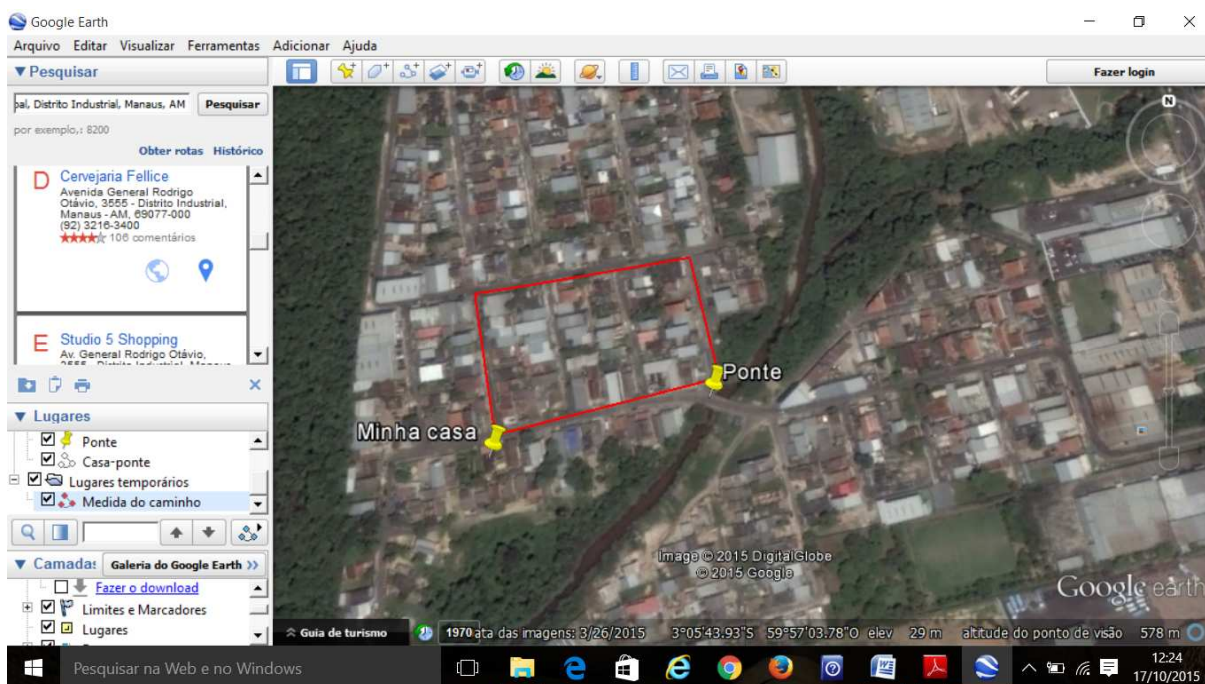 Google Earth
Arquivo Editar Visualizar Ferramentas Adicionar Ajuda
Pesquisar
pal, Distrito Industrial, Manaus, AM
Pesquisar
por exemplo,: 8200
Obter rotas Histórico
D Cervejaria Fellice
Avenida General Rodrigo
Otávio, 3555 - Distrito Industrial,
Manaus - AM, 69077-000
(92) 3216-3400
106 comentários
E Studio 5 Shopping
Av. General Rodrigo Otávio,
Lugares
Ponte
Casa-ponte
Lugares temporários
Medida do caminho
Camadas
Galeria do Google Earth >>
Fazer o download
Limites e Marcadores
Lugares
Fazer login
N
Ponte
Minha casa
Image © 2015 DigitalGlobe
© 2015 Google
Google earth
Guia de turismo
1970
ata das imagens: 3/26/2015 3°05'43.93"S 59°57'03.78"O elev 29 m altitude do ponto de visão 578 m
Pesquisar na Web e no Windows
12:24
17/10/2015